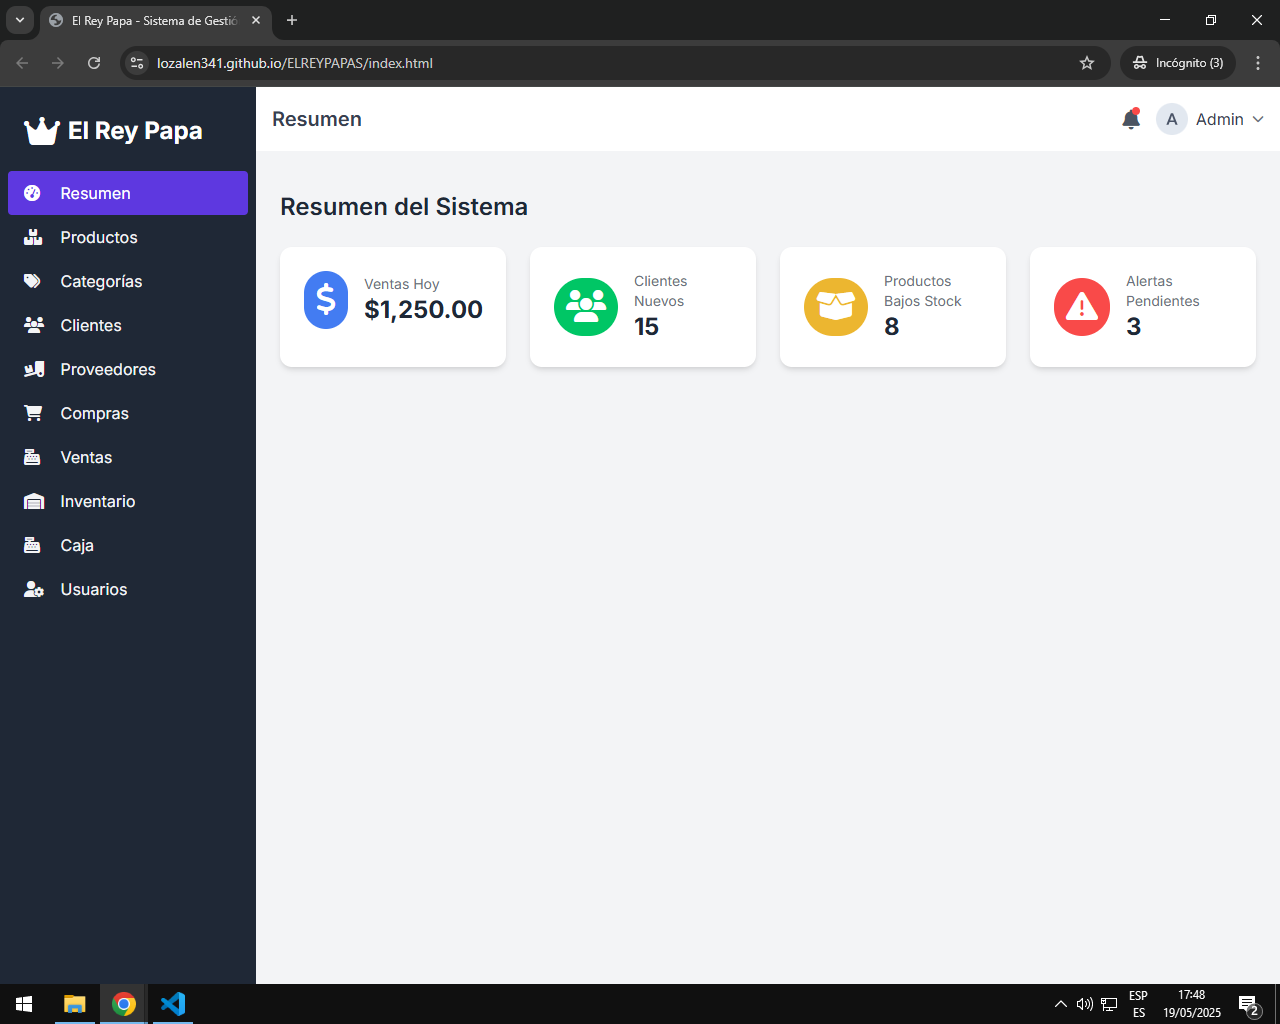 El Rey Papa - Sistema de Gestió
lozalen341.github.io/ELREYPAPAS/index.html
Incógnito (3)
El Rey Papa
Resumen
Productos
Categorías
Clientes
Proveedores
Compras
Ventas
Inventario
Caja
Usuarios
Resumen
A
Admin
Resumen del Sistema
Ventas Hoy
$1,250.00
Clientes
Nuevos
15
Productos
Bajos Stock
8
Alertas
Pendientes
3
ESP
ES
17:48
19/05/2025
2